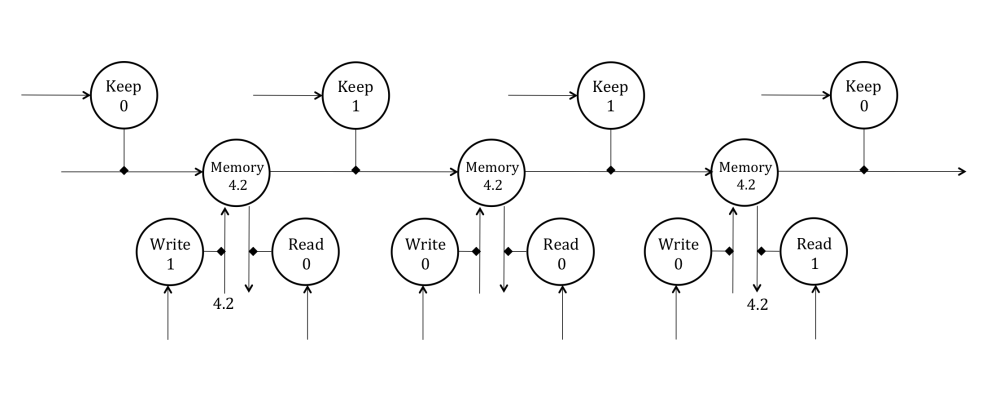 Keep
0
Keep
1
Keep
1
Keep
0
Memory
4.2
Memory
4.2
Memory
4.2
Write
1
Read
0
Write
0
Read
0
Write
0
Read
1
4.2
4.2